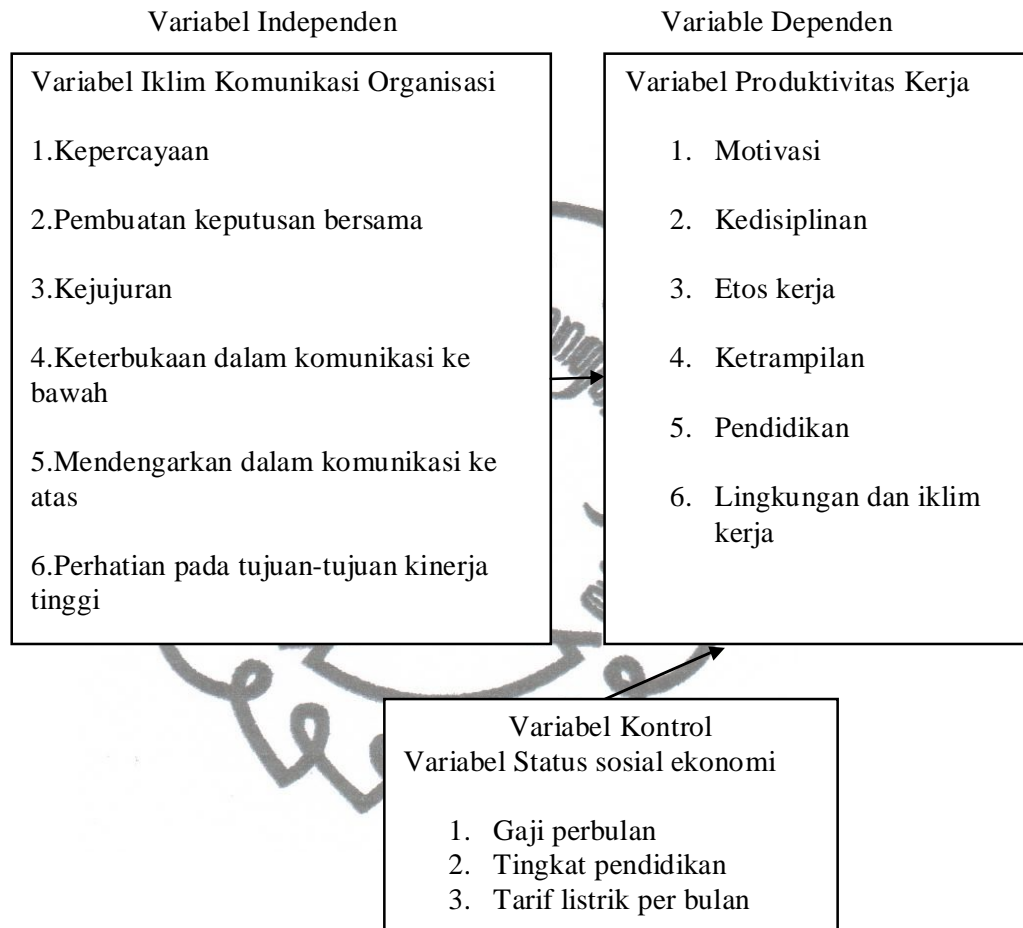 Variabel Independen
Variable Dependen
Variabel Iklim Komunikasi Organisasi
1.Kepercayaan
2.Pembuatan keputusan bersama
3.Kejujuran
4.Keterbukaan dalam komunikasi ke
bawah
5.Mendengarkan dalam komunikasi ke
atas
6.Perhatian pada tujuan-tujuan kinerja
tinggi
Variabel Produktivitas Kerja
1. Motivasi
2. Kedisiplinan
3. Etos kerja
4. Ketrampilan
5. Pendidikan
6. Lingkungan dan iklim
kerja
Variabel Kontrol
Variabel Status sosial ekonomi
1. Gaji perbulan
2. Tingkat pendidikan
3. Tarif listrik per bulan